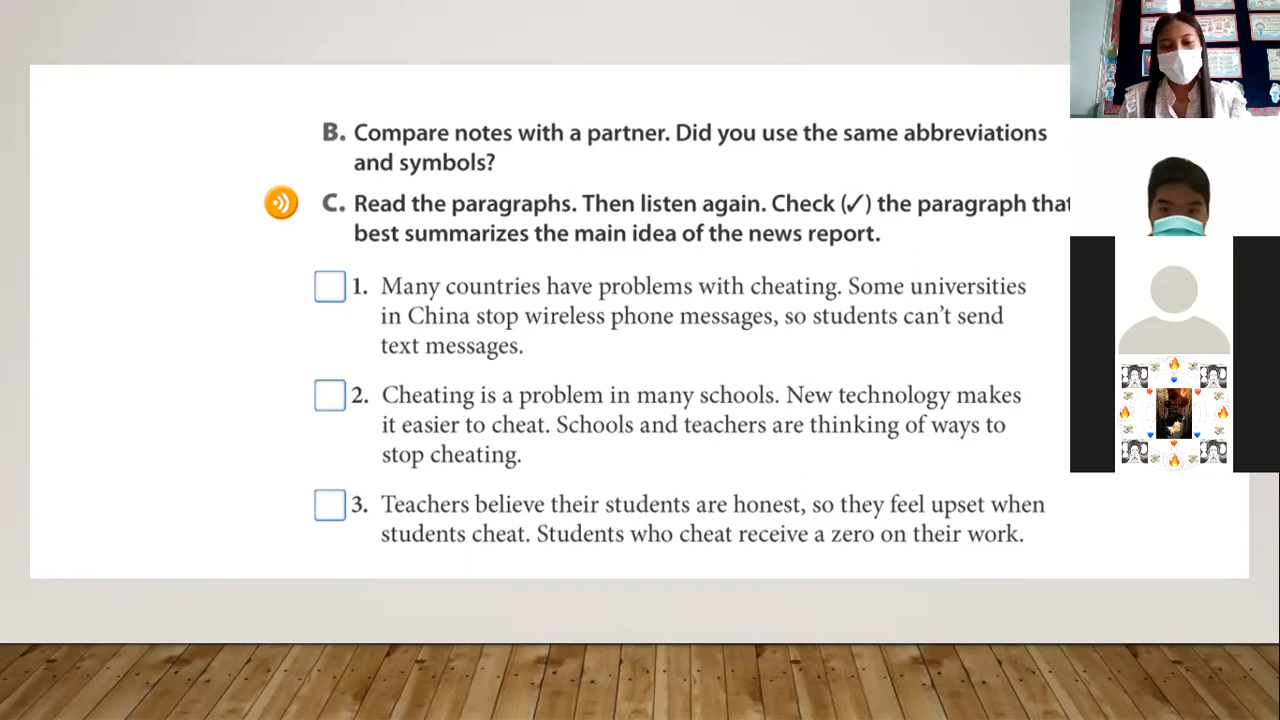 B. Compare notes with a partner. Did you use the same abbreviations
and symbols?
C. Read the paragraphs. Then listen again. Check (✓) the paragraph that
best summarizes the main idea of the news report.
1. Many countries have problems with cheating. Some universities
in China stop wireless phone messages, so students can’t send
text messages.
2. Cheating is a problem in many schools. New technology makes
it easier to cheat. Schools and teachers are thinking of ways to
stop cheating.
3. Teachers believe their students are honest, so they feel upset when
students cheat. Students who cheat receive a zero on their work.